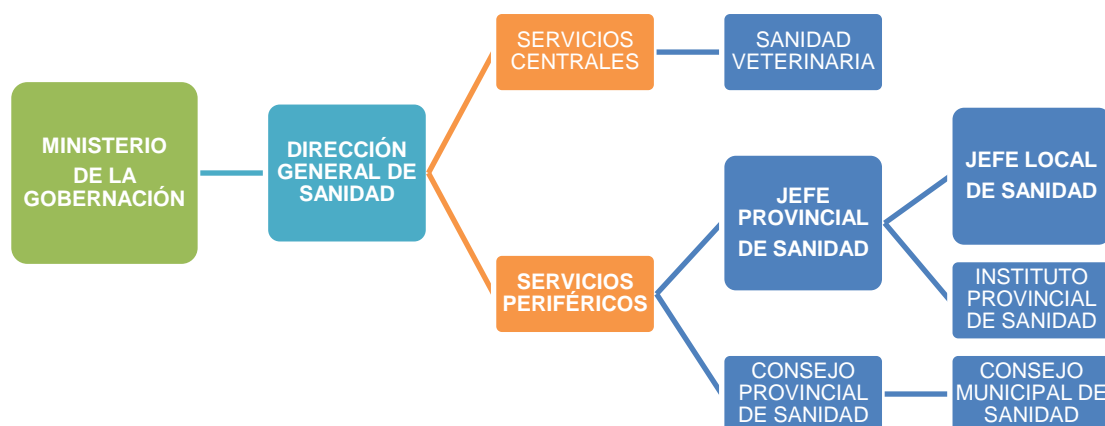 MINISTERIO
DE LA
GOBERNACIÓN
DIRECCIÓN
GENERAL DE
SANIDAD
SERVICIOS
CENTRALES
SANIDAD
VETERINARIA
SERVICIOS
PERIFÉRICOS
JEFE
PROVINCIAL
DE SANIDAD
JEFE LOCAL
DE SANIDAD
INSTITUTO
PROVINCIAL
DE SANIDAD
CONSEJO
PROVINCIAL
DE SANIDAD
CONSEJO
MUNICIPAL DE
SANIDAD